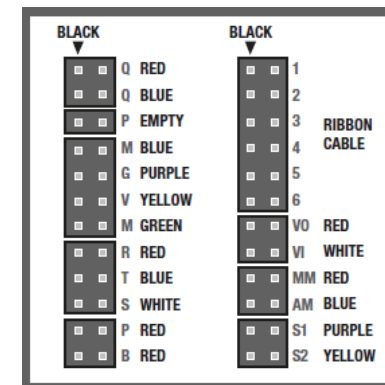 BLACK
Q RED
Q BLUE
P EMPTY
M BLUE
G PURPLE
V YELLOW
M GREEN
R RED
T BLUE
S WHITE
P RED
B RED
BLACK
1
2
3
4
5
6
RIBBON
CABLE
VO RED
VI WHITE
MM RED
AM BLUE
S1 PURPLE
S2 YELLOW